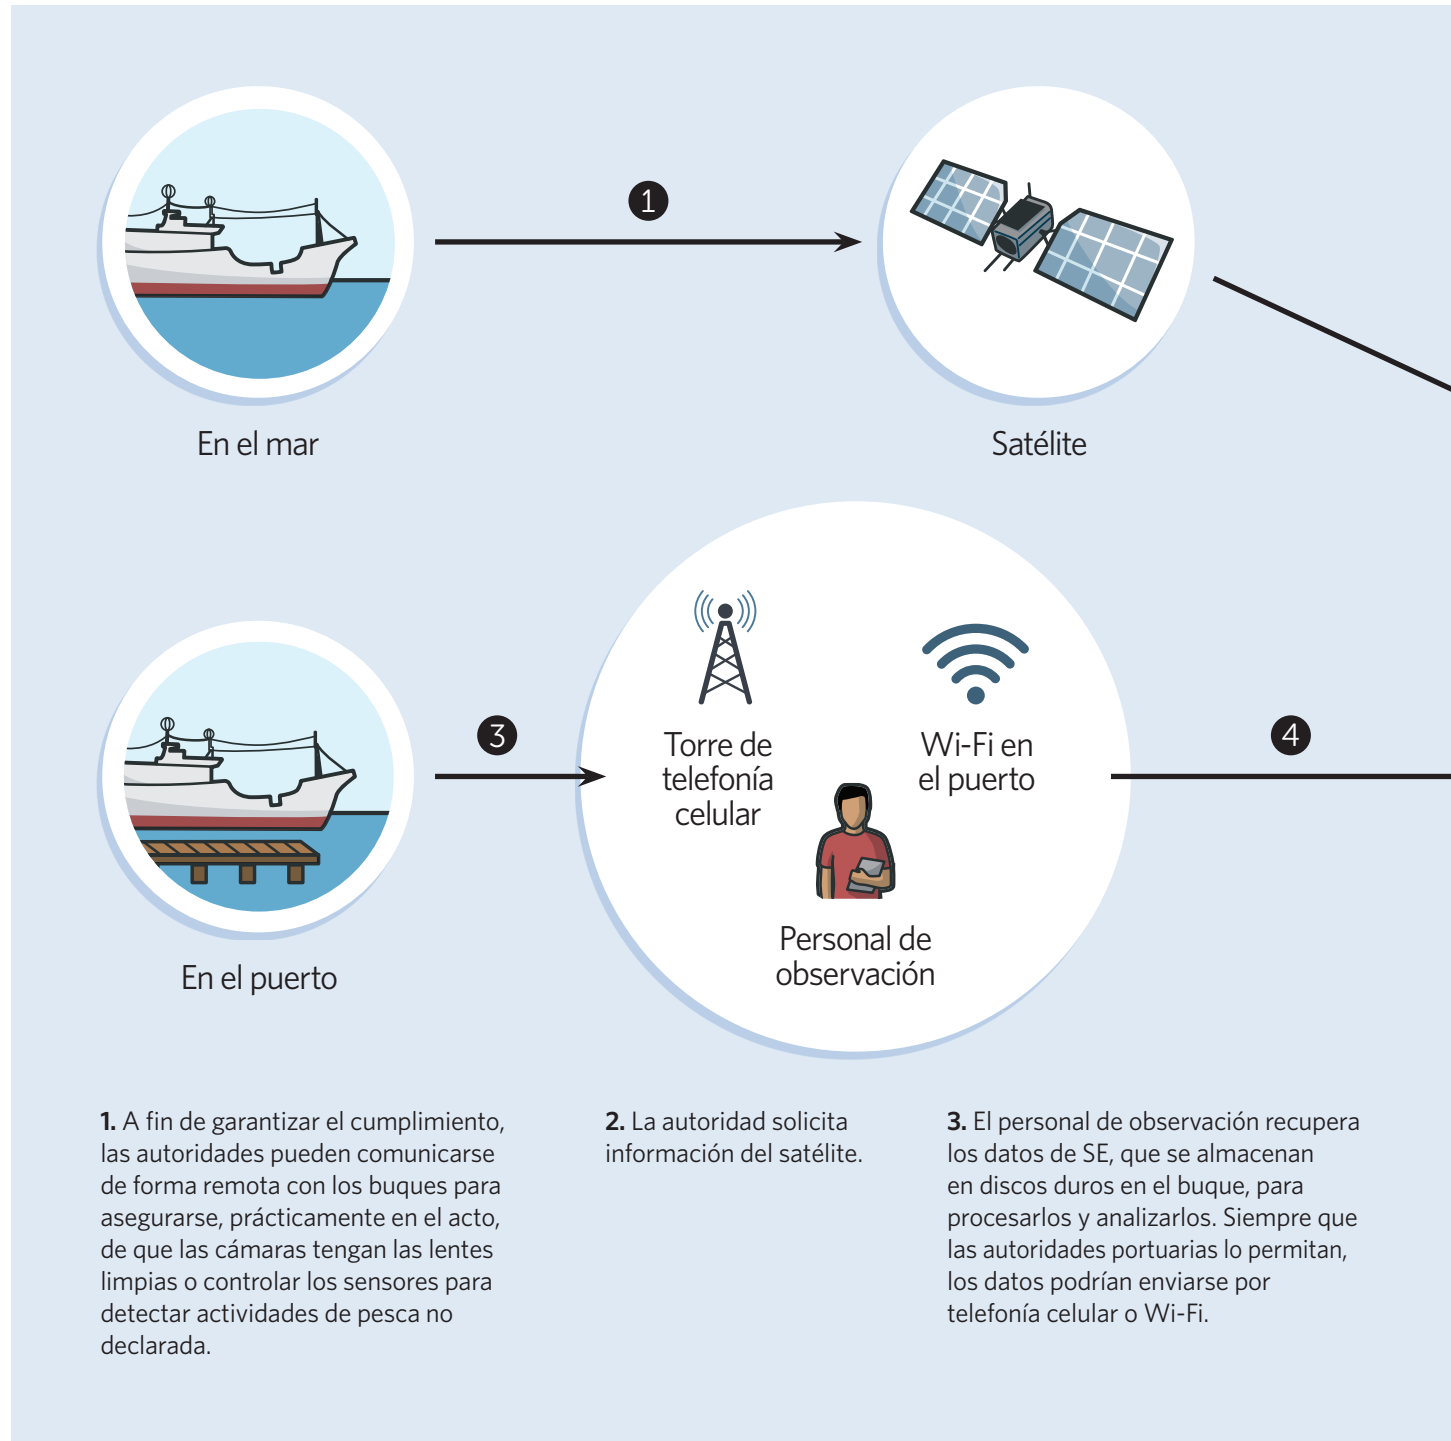 1
En el mar
Satélite
3
4
Torre de
telefonía
celular
Wi-Fi en
el puerto
Personal de
observación
En el puerto
1. A fin de garantizar el cumplimiento,
las autoridades pueden comunicarse
de forma remota con los buques para
asegurarse, prácticamente en el acto,
de que las cámaras tengan las lentes
limpias o controlar los sensores para
detectar actividades de pesca no
declarada.
2. La autoridad solicita
información del satélite.
3. El personal de observación recupera
los datos de SE, que se almacenan
en discos duros en el buque, para
procesarlos y analizarlos. Siempre que
las autoridades portuarias lo permitan,
los datos podrían enviarse por
telefonía celular o Wi-Fi.